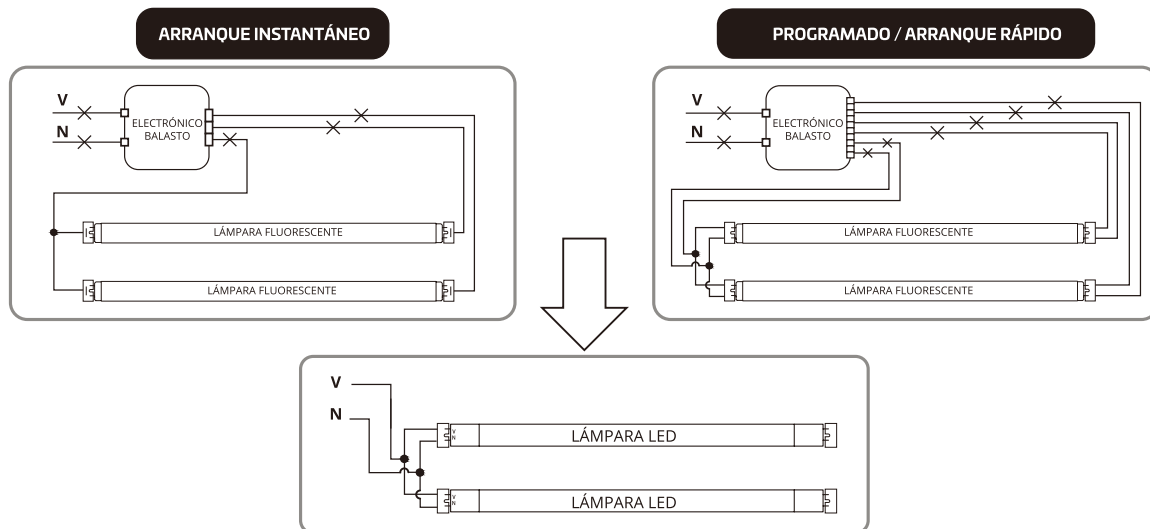 ARRANQUE INSTANTÁNEO
V
N
ELECTRÓNICO
BALASTO
LÁMPARA FLUORESCENTE
LÁMPARA FLUORESCENTE
PROGRAMADO / ARRANQUE RÁPIDO
V
N
ELECTRÓNICO
BALASTO
LÁMPARA FLUORESCENTE
LÁMPARA FLUORESCENTE
V
N
V
N
LÁMPARA LED
V
N
LÁMPARA LED